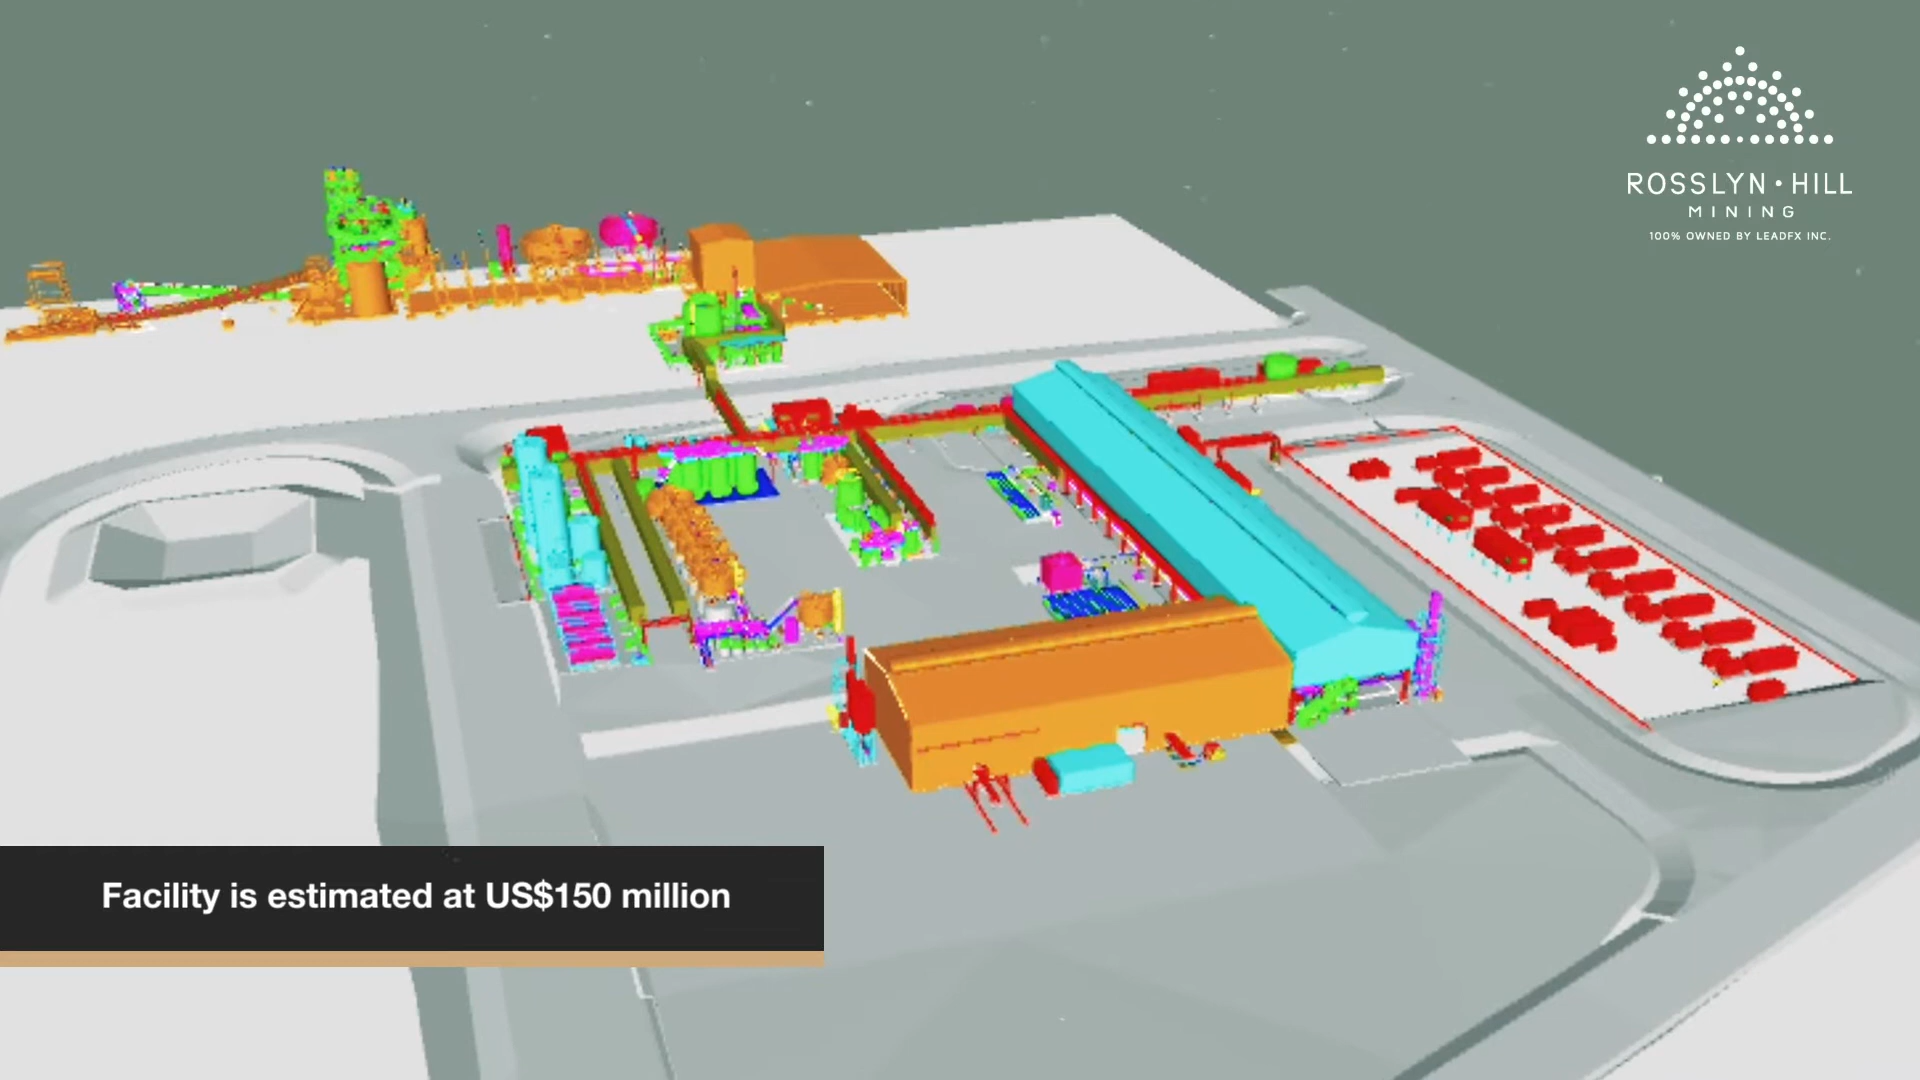 ROSSLYN • HILL
MINING
100% OWNED BY LEADFX INC.
Facility is estimated at US$150 million